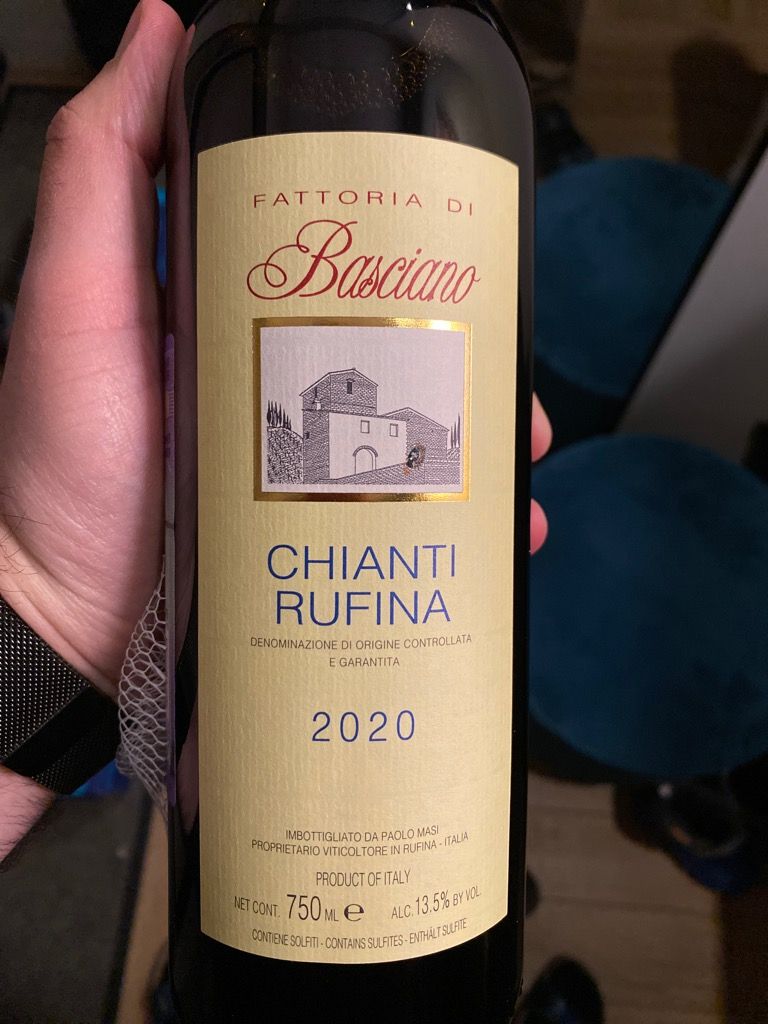 FATTORIA DI
Basciano
CHIANTI
RUFINA
DENOMINAZIONE DI ORIGINE CONTROLLATA
E GARANTITA
2020
IMBOTTIGLIATO DA PAOLO MASI
PROPRIETARIO VITICOLTORE IN RUFINA - ITALIA
PRODUCT OF ITALY
NET CONT. 750 ML ℮ ALC. 13.5% BY VOL.
CONTIENE SOLFITI - CONTAINS SULFITES - ENTHÄLT SULFITE